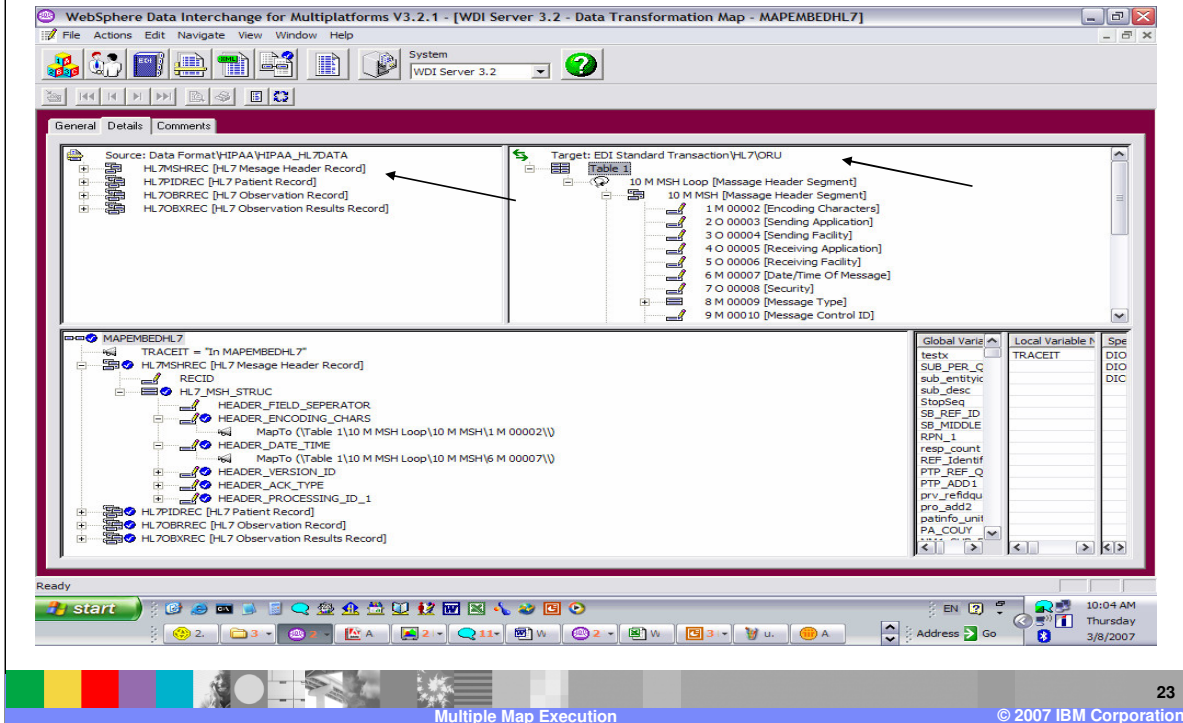 WebSphere Data Interchange for Multiplatforms V3.2.1 - [WDI Server 3.2 - Data Transformation Map - MAPEMBEDHL7]
File Actions Edit Navigate View Window Help
System
WDI Server 3.2
General Details Comments
Source: Data Format\HIPAA\HIPAA_HL7DATA
HL7MSHREC [HL7 Mesage Header Record]
HL7PIDREC [HL7 Patient Record]
HL7OBRREC [HL7 Observation Record]
HL7OBXREC [HL7 Observation Results Record]
Target: EDI Standard Transaction\HL7\ORU
Table 1
10 M MSH Loop [Massage Header Segment]
10 M MSH [Massage Header Segment]
1 M 00002 [Encoding Characters]
2 O 00003 [Sending Application]
3 O 00004 [Sending Facility]
4 O 00005 [Receiving Application]
5 O 00006 [Receiving Facility]
6 M 00007 [Date/Time Of Message]
7 O 00008 [Security]
8 M 00009 [Message Type]
9 M 00010 [Message Control ID]
MAPEMBEDHL7
TRACEIT = "In MAPEMBEDHL7"
HL7MSHREC [HL7 Mesage Header Record]
RECID
HL7_MSH_STRUC
HEADER_FIELD_SEPERATOR
HEADER_ENCODING_CHARS
MapTo (\Table 1\10 M MSH Loop\10 M MSH\1 M 00002\\)
HEADER_DATE_TIME
MapTo (\Table 1\10 M MSH Loop\10 M MSH\6 M 00007\\)
HEADER_VERSION_ID
HEADER_ACK_TYPE
HEADER_PROCESSING_ID_1
HL7PIDREC [HL7 Patient Record]
HL7OBRREC [HL7 Observation Record]
HL7OBXREC [HL7 Observation Results Record]
Global Varia
testx
SUB_PER_Q
sub_entityic
sub_desc
StopSeq
SB_REF_ID
SB_MIDDLE
RPN_1
resp_count
REF_Identif
PTP_REF_Q
PTP_ADD1
prv_refidqu
pro_add2
patinfo_unit
PA_COUY
Local Variable N
TRACEIT
Spe
DIO
DIO
DIC
Ready
start
EN
10:04 AM
2. 3 A 2 11 W 2 W 3 u. A
Address Go
Thursday
3/8/2007
23
Multiple Map Execution
© 2007 IBM Corporation